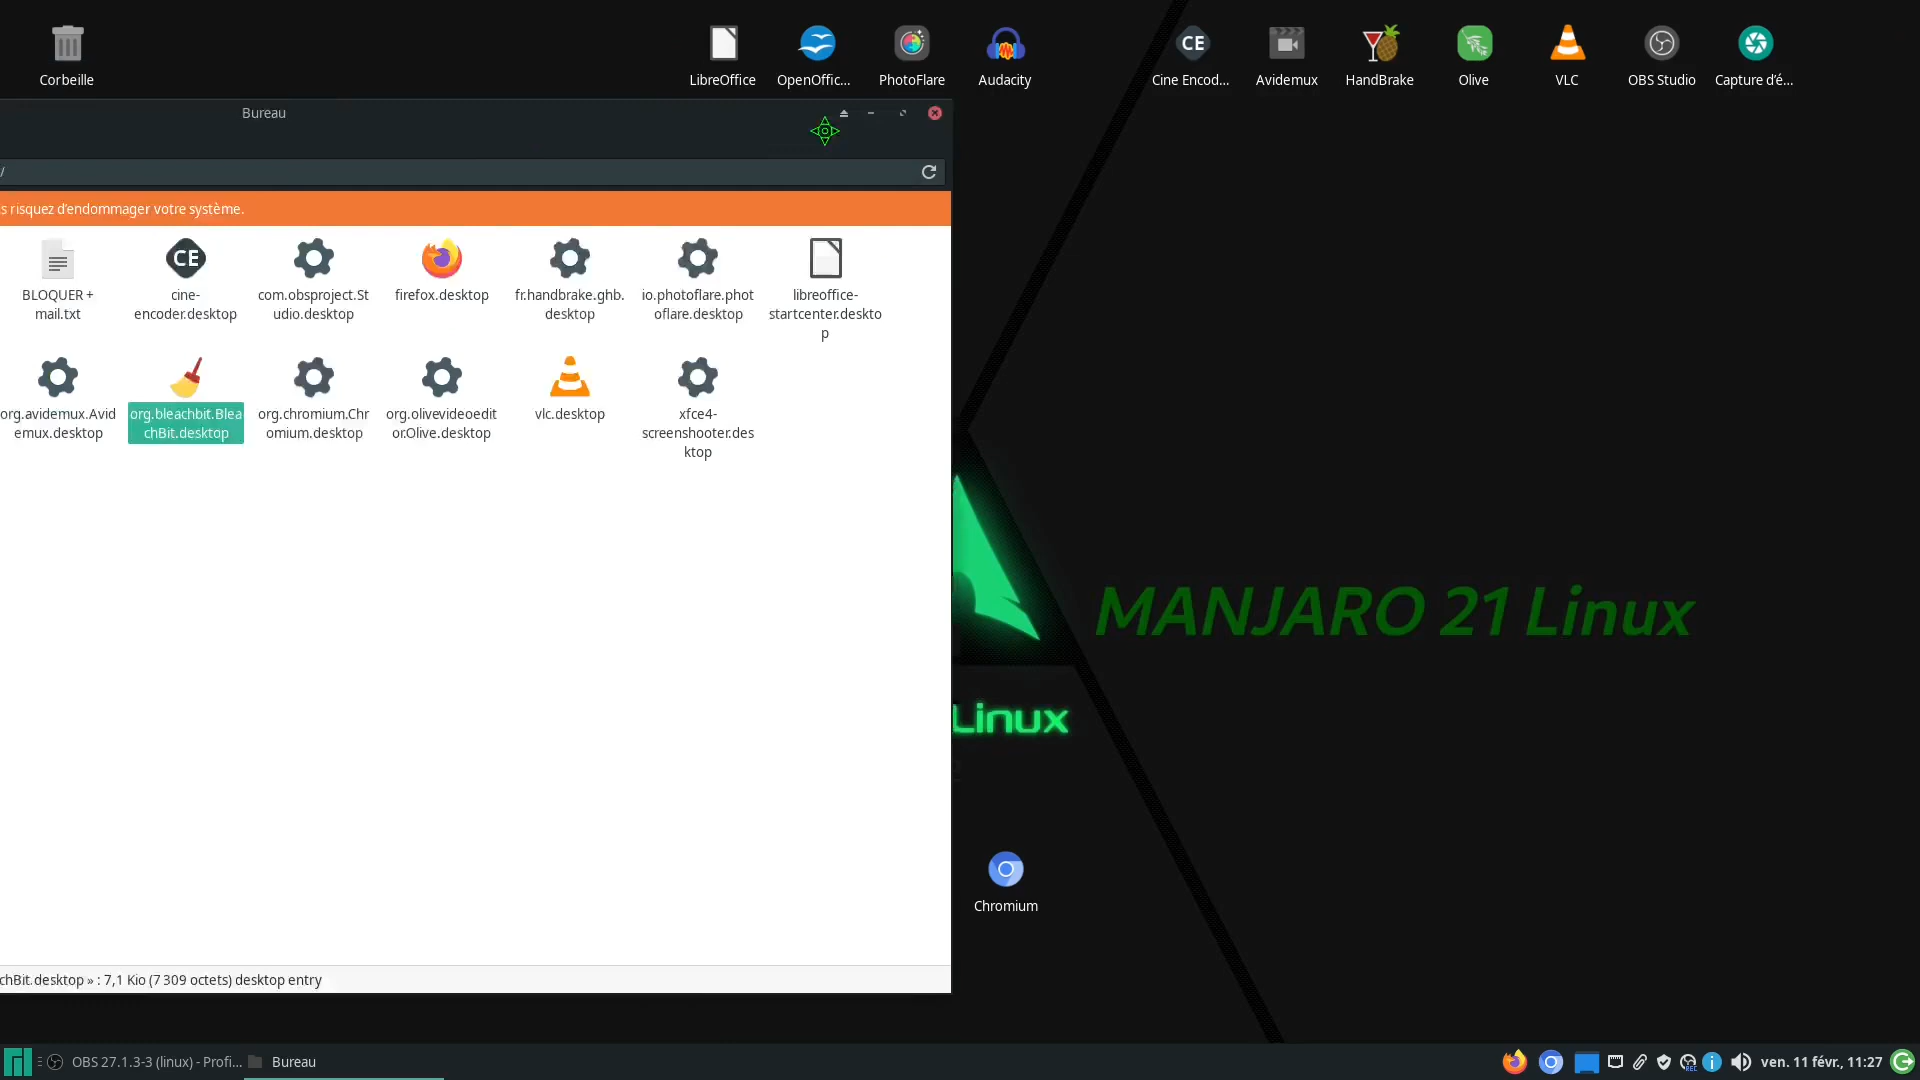 Corbeille
LibreOffice
OpenOffic...
PhotoFlare
Audacity
CE
Cine Encod...
Avidemux
HandBrake
Olive
VLC
OBS Studio
Capture d'é...
Bureau
/
s risquez d'endommager votre système.
BLOQUER +
mail.txt
CE
cine-
encoder.desktop
com.obsproject.St
udio.desktop
firefox.desktop
fr.handbrake.ghb.
desktop
io.photoflare.phot
oflare.desktop
libreoffice-
startcenter.deskto
p
org.avidemux.Avid
emux.desktop
org.bleachbit.Blea
chBit.desktop
org.chromium.Chr
omium.desktop
org.olivevideoedit
or.Olive.desktop
vlc.desktop
xfce4-
screenshooter.des
ktop
MANJARO 21 Linux
Linux
Chromium
chBit.desktop » : 7,1 Kio (7 309 octets) desktop entry
OBS 27.1.3-3 (linux) - Profi...
Bureau
REC
ven. 11 févr., 11:27